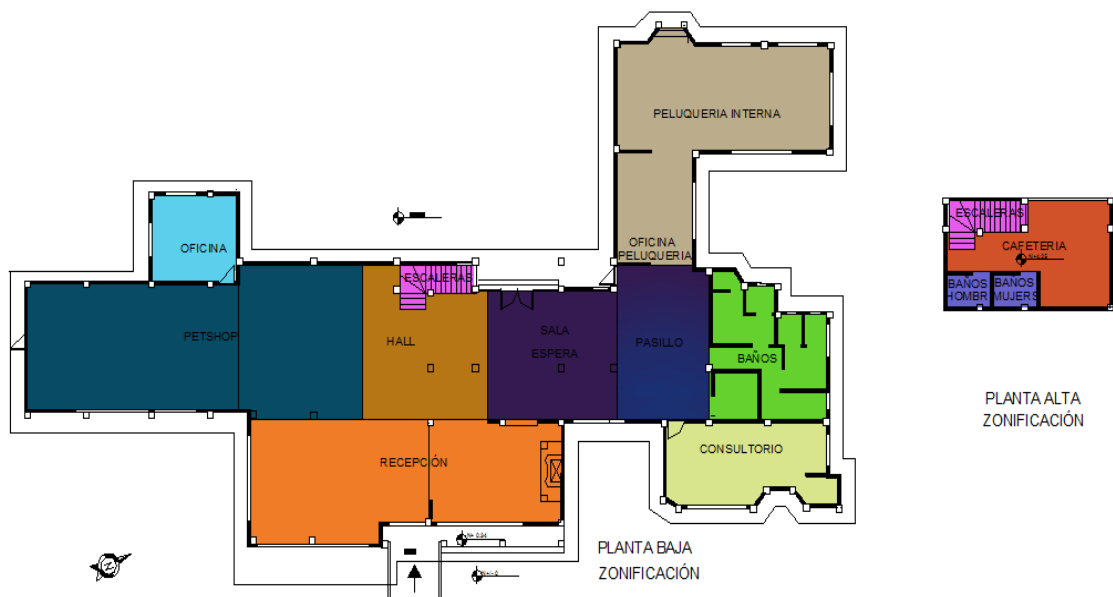 PELUQUERIA INTERNA
OFICINA
OFICINA
PELUQUERIA
ESCALERAS
PETSHOP
HALL
SALA
ESPERA
PASILLO
BAÑOS
RECEPCIÓN
CONSULTORIO
PLANTA BAJA
ZONIFICACIÓN
ESCALERAS
CAFETERIA
BAÑOS
HOMBR
BAÑOS
MUJERS
PLANTA ALTA
ZONIFICACIÓN